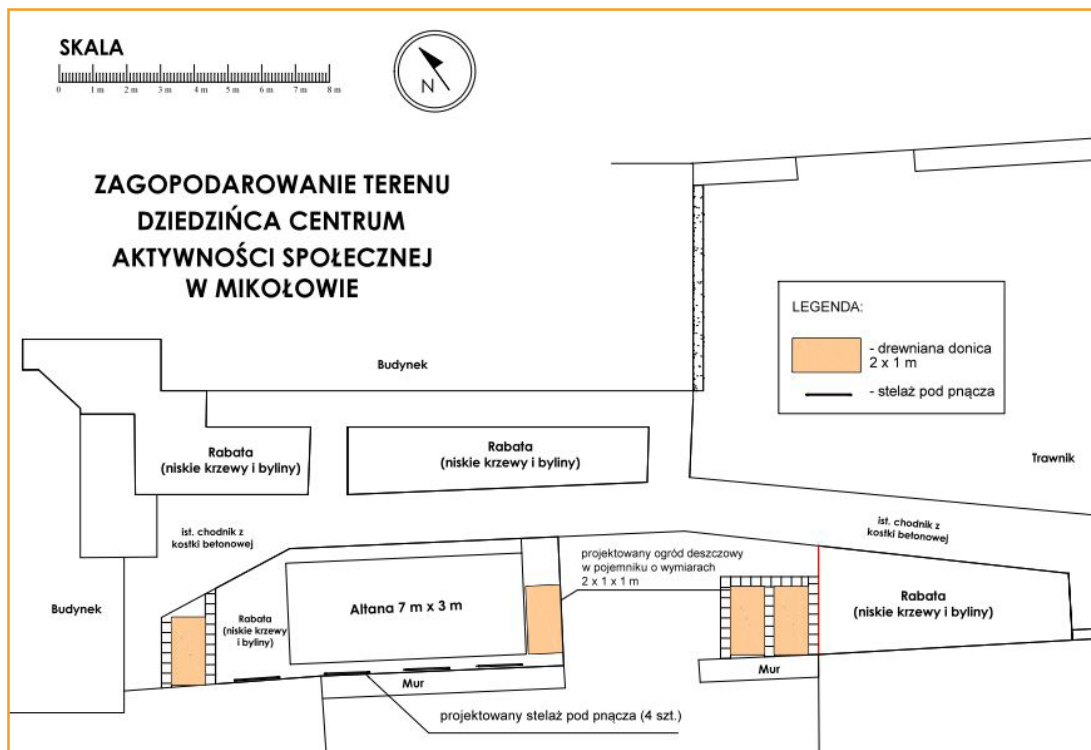 SKALA
0 1 m 2 m 3 m 4 m 5 m 6 m 7 m 8 m
N
ZAGOPODAROWANIE TERENU
DZIEDZIŃCA CENTRUM
AKTYWNOŚCI SPOŁECZNEJ
W MIKOŁOWIE
LEGENDA:
- drewniana donica
2 x 1 m
- stelaż pod pnącza
Budynek
Rabata
(niskie krzewy i byliny)
Rabata
(niskie krzewy i byliny)
Trawnik
ist. chodnik z
kostki betonowej
ist. chodnik z
kostki betonowej
projektowany ogród deszczowy
w pojemniku o wymiarach
2 x 1 x 1 m
Budynek
Rabata
(niskie krzewy
i byliny)
Altana 7 m x 3 m
Rabata
(niskie krzewy i byliny)
Mur
Mur
projektowany stelaż pod pnącza (4 szt.)